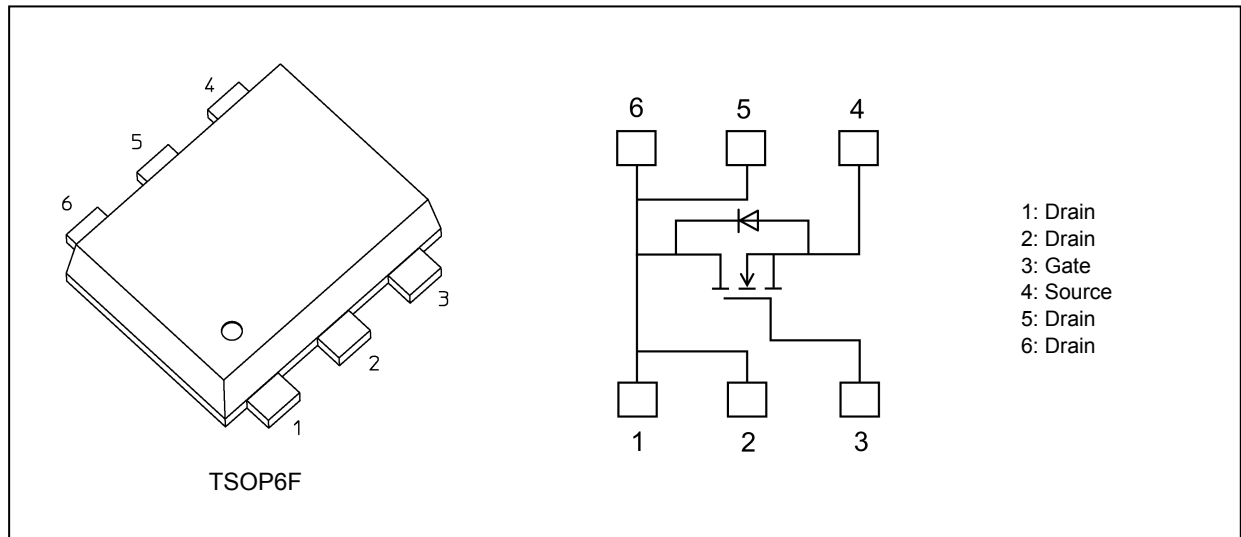 4
5
6
3
2
1
TSOP6F
6 5 4
1 2 3
1: Drain
2: Drain
3: Gate
4: Source
5: Drain
6: Drain